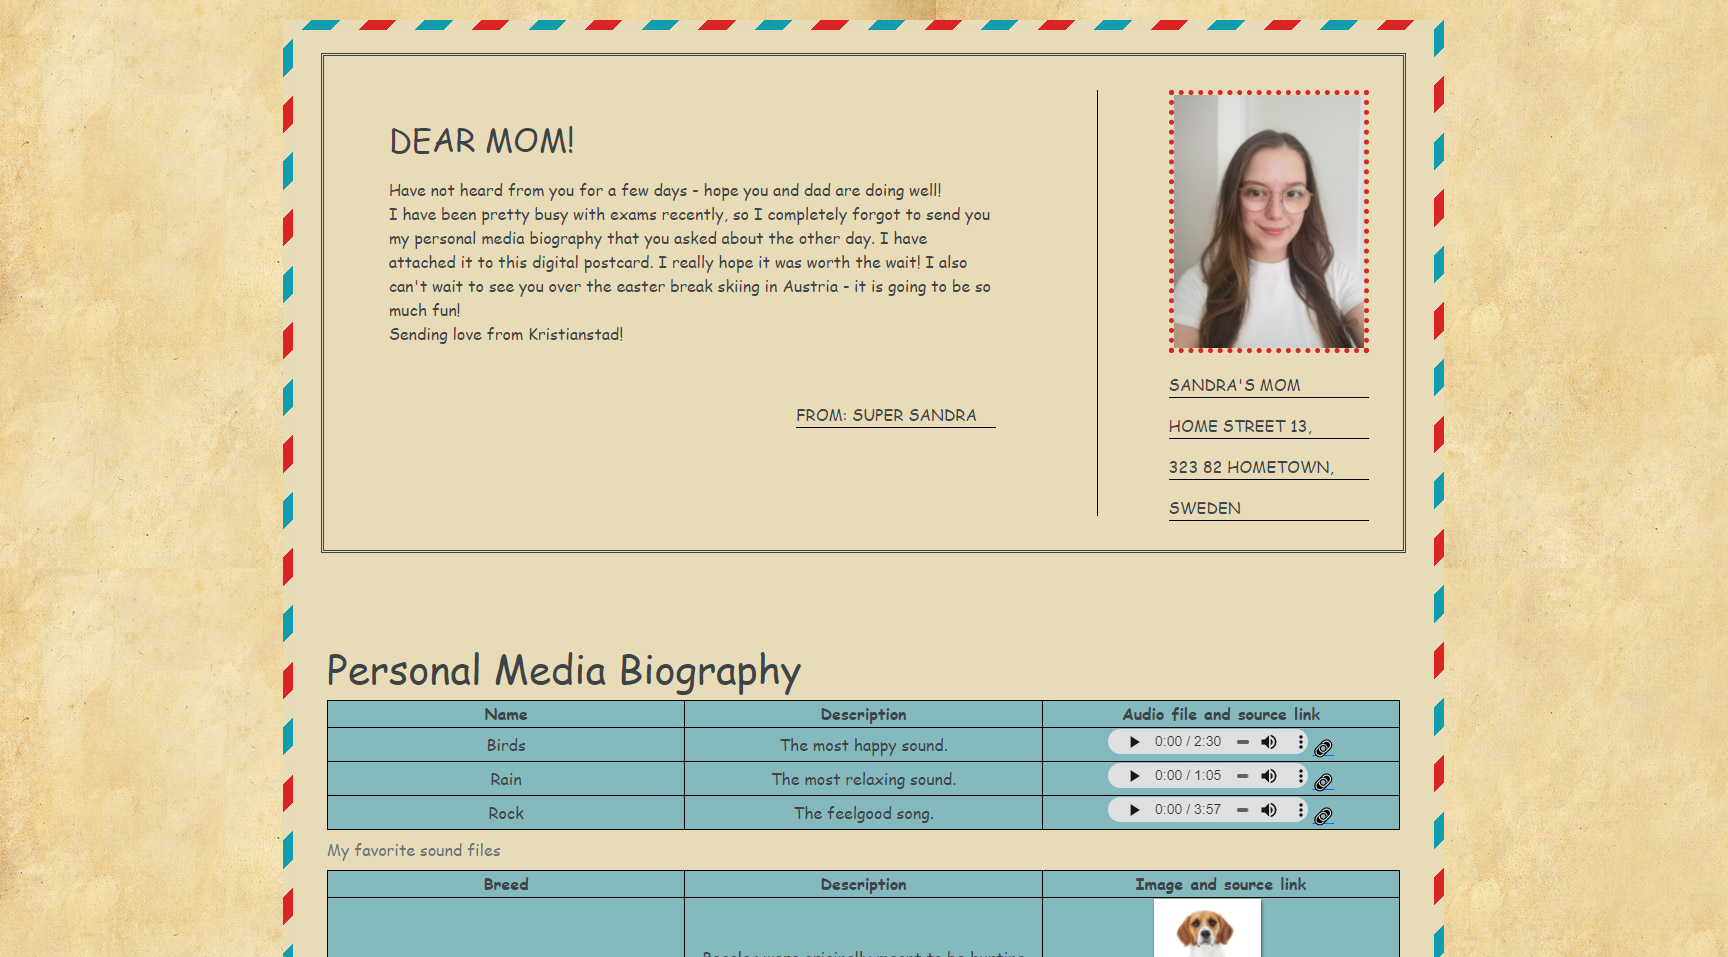 DEAR MOM!
Have not heard from you for a few days - hope you and dad are doing well!
I have been pretty busy with exams recently, so I completely forgot to send you
my personal media biography that you asked about the other day. I have
attached it to this digital postcard. I really hope it was worth the wait! I also
can't wait to see you over the easter break skiing in Austria - it is going to be so
much fun!
Sending love from Kristianstad!
FROM: SUPER SANDRA
SANDRA'S MOM
HOME STREET 13,
323 82 HOMETOWN,
SWEDEN
Personal Media Biography
Name Description Audio file and source link
Birds The most happy sound. 0:00 / 2:30
Rain The most relaxing sound. 0:00 / 1:05
Rock The feelgood song. 0:00 / 3:57
My favorite sound files
Breed Description Image and source link
Beagles were originally meant to be hunting